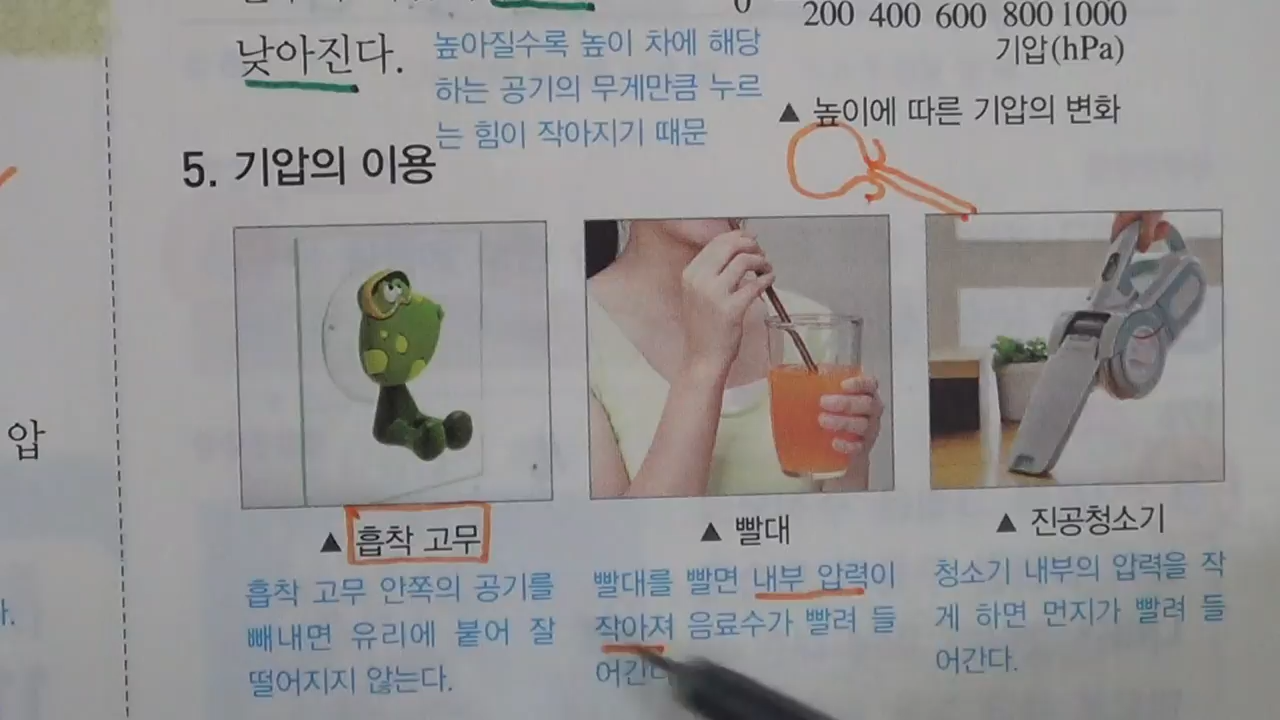 0
200 400 600 800 1000
기압(hPa)
낮아진다.
높아질수록 높이 차에 해당
하는 공기의 무게만큼 누르
는 힘이 작아지기 때문
▲ 높이에 따른 기압의 변화
5. 기압의 이용
압
▲ 흡착 고무
흡착 고무 안쪽의 공기를
빼내면 유리에 붙어 잘
떨어지지 않는다.
▲ 빨대
빨대를 빨면 내부 압력이
작아져 음료수가 빨려 들
어간다
▲ 진공청소기
청소기 내부의 압력을 작
게 하면 먼지가 빨려 들
어간다.